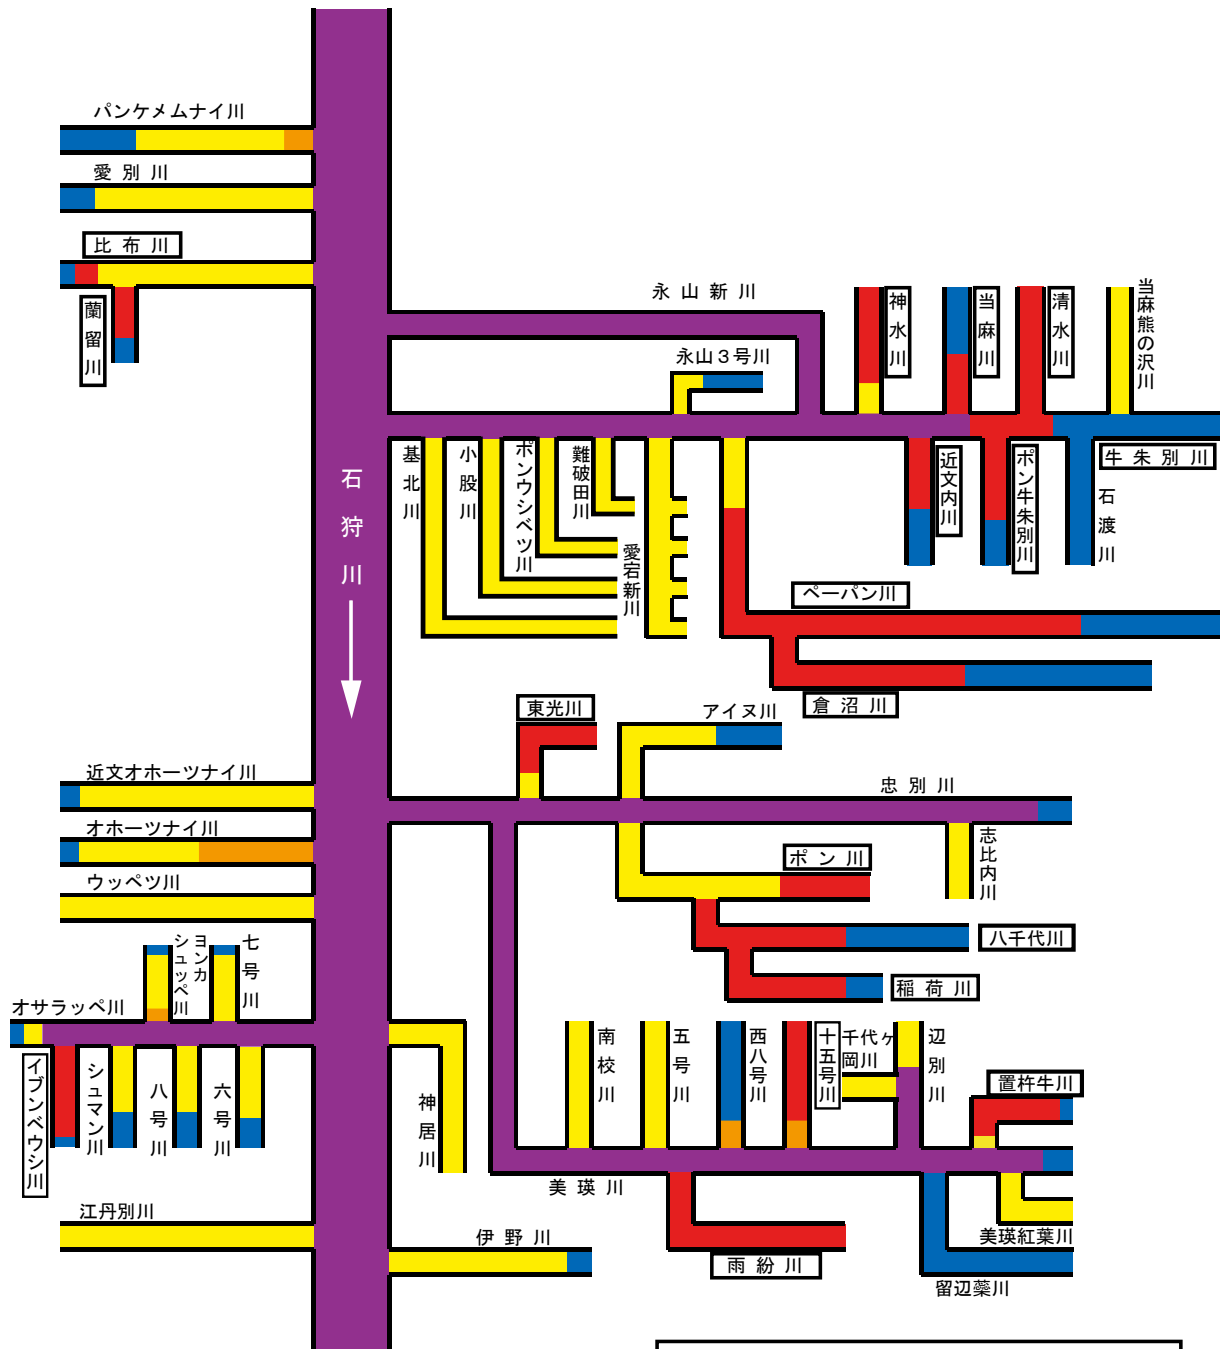 パンケメムナイ川
愛別川
比布川
蘭留川
永山新川
永山３号川
神水川
当麻川
清水川
当麻熊の沢川
牛朱別川
基北川
小股川
ポンウシベツ川
難破田川
愛宕新川
近文内川
ポン牛朱別川
石渡川
石狩川
ペーパン川
倉沼川
東光川
アイヌ川
近文オホーツナイ川
忠別川
オホーツナイ川
志比内川
ポン川
ウッペツ川
八千代川
ヨンカ
シュッペ川
七号川
稲荷川
オサラッペ川
イブンベウシ川
シュマン川
八号川
六号川
神居川
南校川
五号川
西八号川
十五号川
千代ヶ
岡川
辺別川
置杵牛川
美瑛川
江丹別川
伊野川
雨紛川
美瑛紅葉川
留辺蘂川